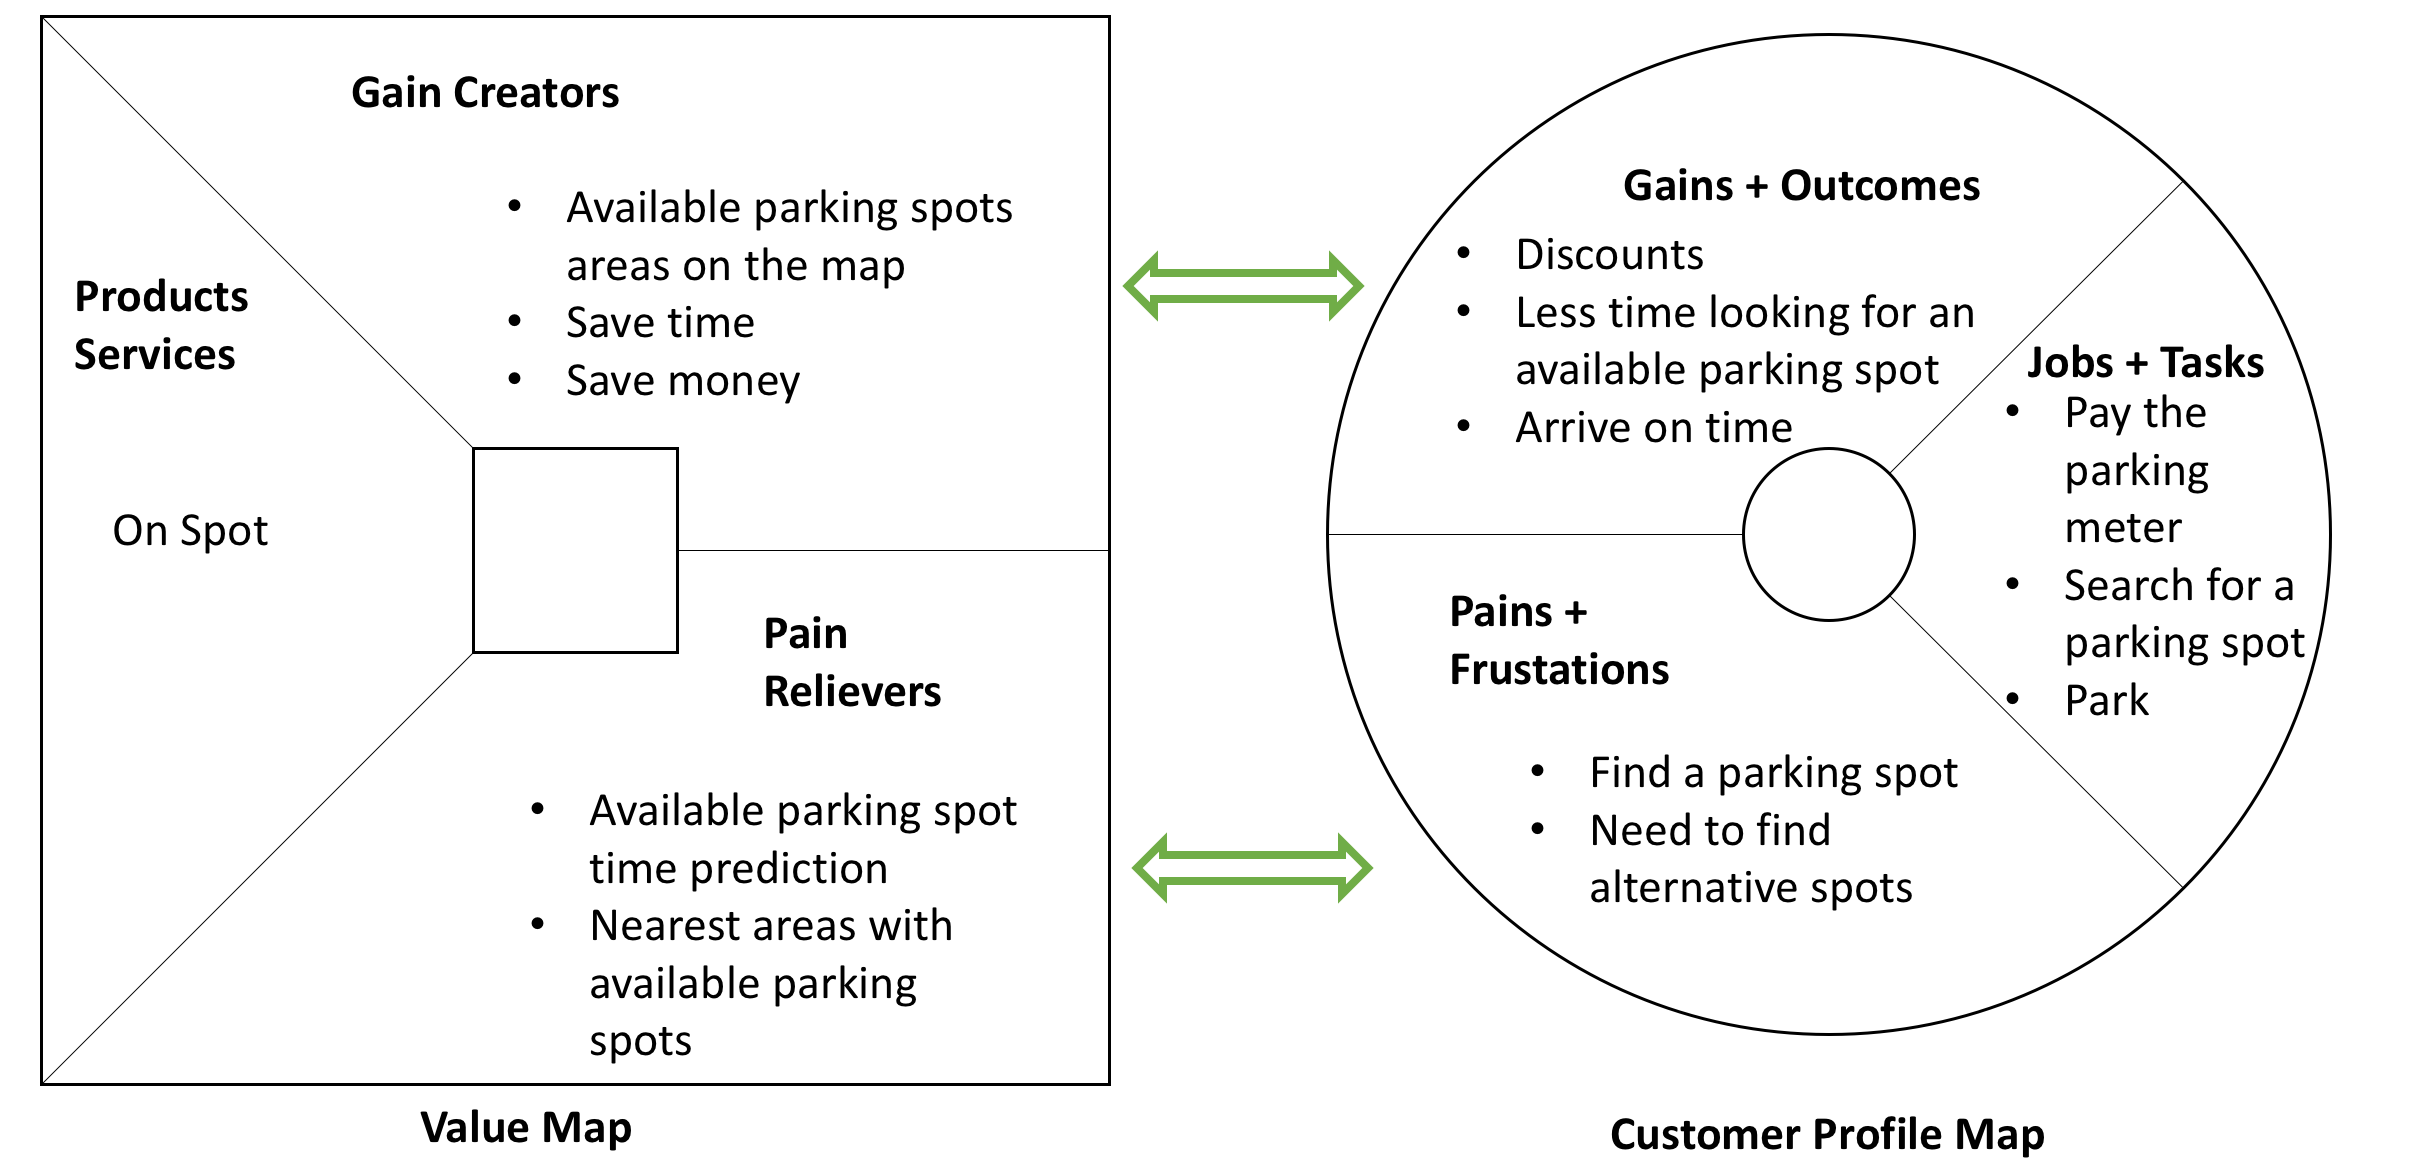 Gain Creators
• Available parking spots
areas on the map
• Save time
• Save money
Products
Services
On Spot
Pain
Relievers
• Available parking spot
time prediction
• Nearest areas with
available parking
spots
Value Map
Gains + Outcomes
• Discounts
• Less time looking for an
available parking spot
• Arrive on time
Jobs + Tasks
• Pay the
parking
meter
• Search for a
parking spot
• Park
Pains +
Frustations
• Find a parking spot
• Need to find
alternative spots
Customer Profile Map